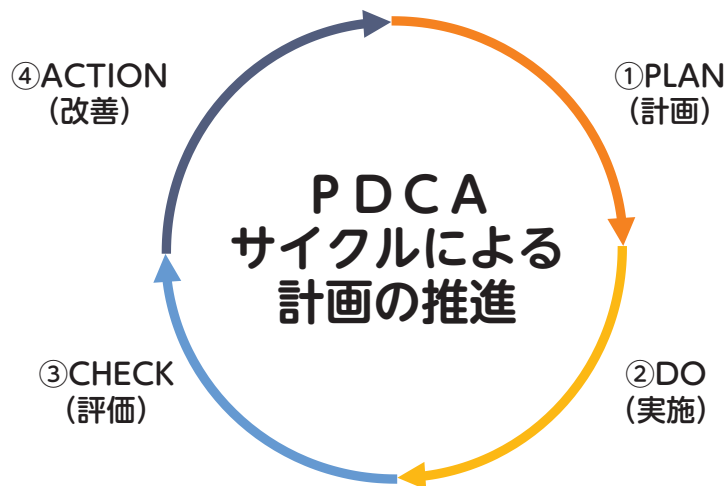 ④ACTION
（改善）
①PLAN
（計画）
PDCA
サイクルによる
計画の推進
③CHECK
（評価）
②DO
（実施）